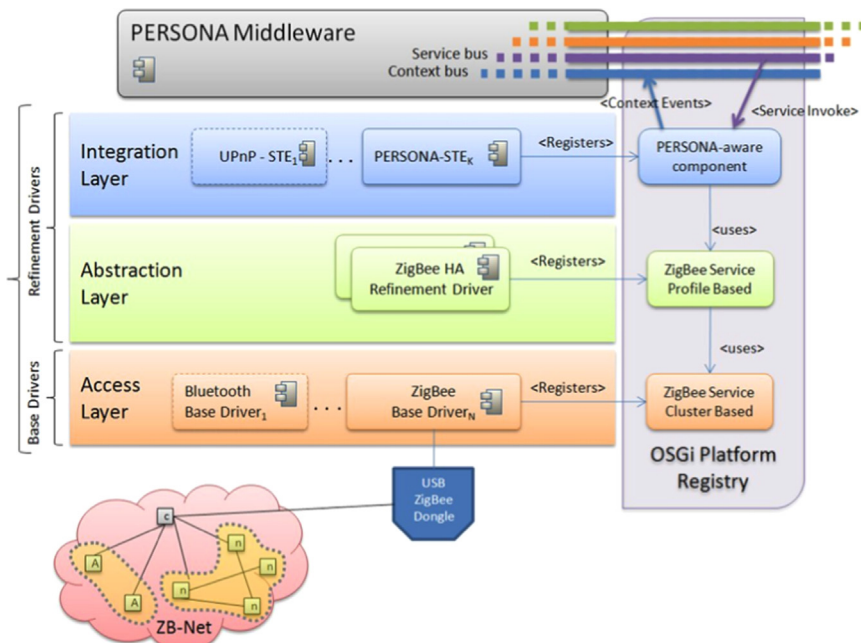 PERSONA Middleware
Service bus
Context bus
<Context Events>
<Service Invoke>
Refinement Drivers
Integration
Layer
UPnP - STE1
...
PERSONA-STEK
<Registers>
PERSONA-aware
component
<uses>
Abstraction
Layer
ZigBee HA
Refinement Driver
<Registers>
ZigBee Service
Profile Based
<uses>
Base Drivers
Access
Layer
Bluetooth
Base Driver1
...
ZigBee
Base DriverN
<Registers>
ZigBee Service
Cluster Based
OSGi Platform
Registry
USB
ZigBee
Dongle
c
A
A
n
n
n
n
ZB-Net